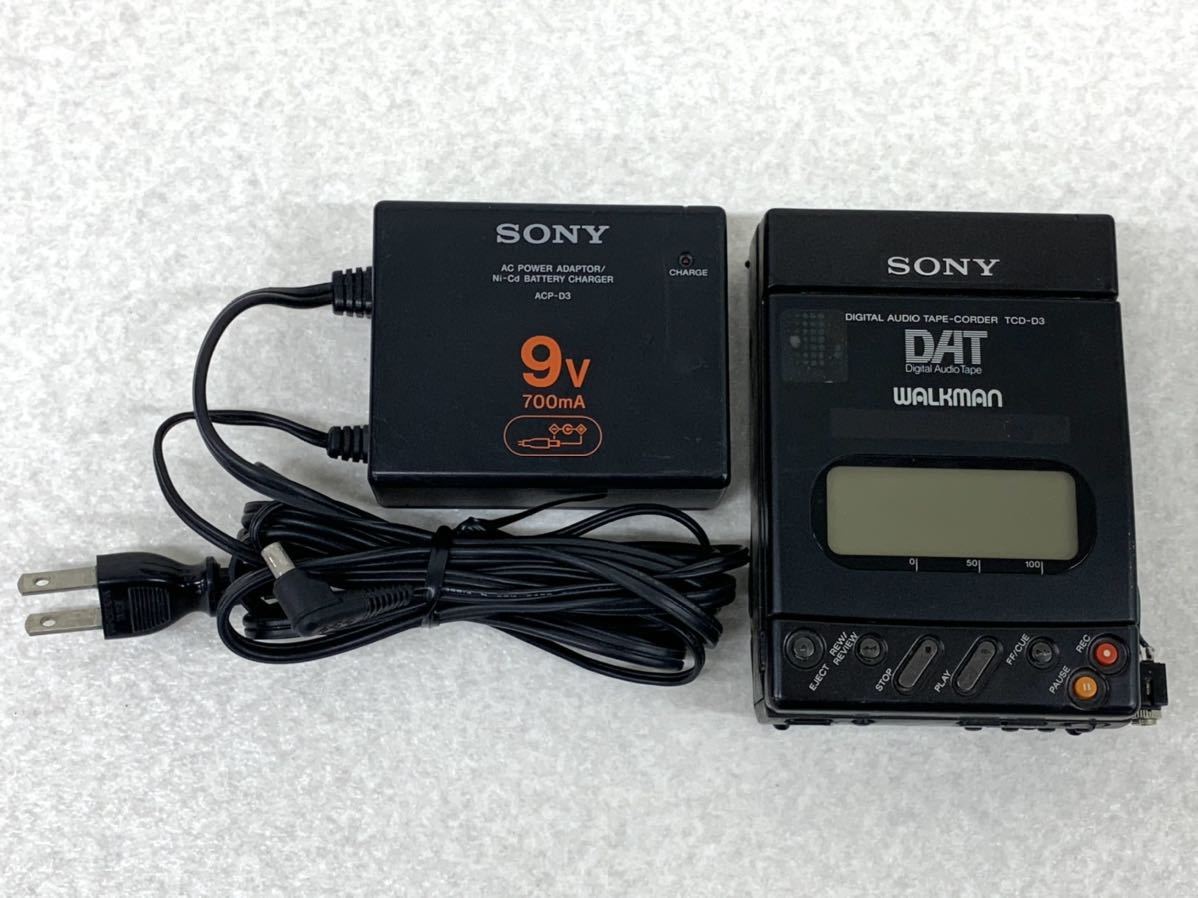 SONY
AC POWER ADAPTOR/
Ni-Cd BATTERY CHARGER
ACP-D3
CHARGE
9V
700mA
SONY
DIGITAL AUDIO TAPE-CORDER TCD-D3
DAT
Digital Audio Tape
WALKMAN
0 50 100
EJECT
REW/
REVIEW
STOP
PLAY
FF/CUE
REC
PAUSE